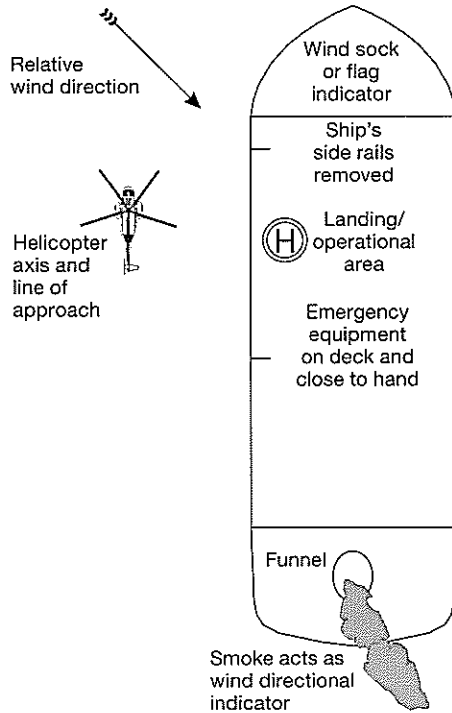 Wind sock
or flag
indicator
Relative
wind direction
Ship's
side rails
removed
H
Landing/
operational
area
Helicopter
axis and
line of
approach
Emergency
equipment
on deck and
close to hand
Funnel
Smoke acts as
wind directional
indicator